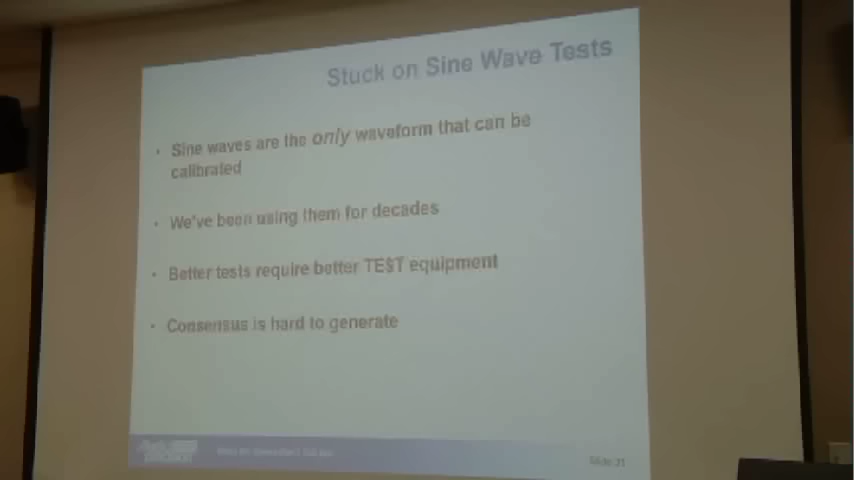 Stuck on Sine Wave Tests
• Sine waves are the only waveform that can be
calibrated
• We've been using them for decades
• Better tests require better TEST equipment
• Consensus is hard to generate
Slide 21